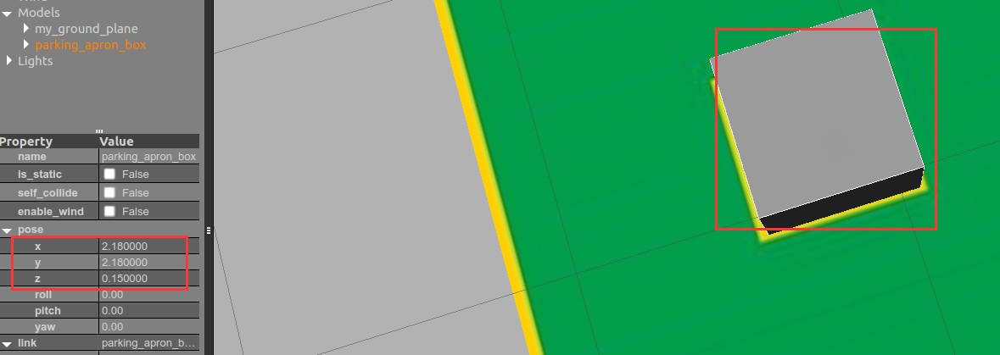 Models
my_ground_plane
parking_apron_box
Lights
Property Value
name parking_apron_box
is_static False
self_collide False
enable_wind False
pose
x 2.180000
y 2.180000
z 0.150000
roll 0.00
pitch 0.00
yaw 0.00
link parking_apron_b...